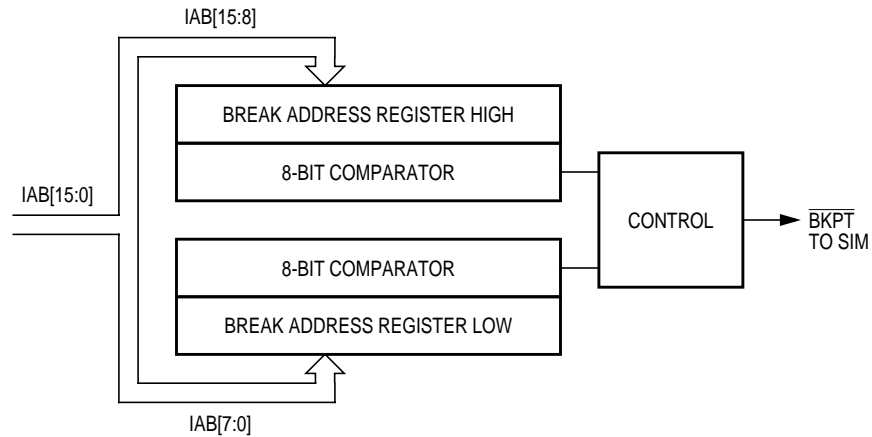 IAB[15:8]
BREAK ADDRESS REGISTER HIGH
8-BIT COMPARATOR
IAB[15:0]
CONTROL
BKPT
TO SIM
8-BIT COMPARATOR
BREAK ADDRESS REGISTER LOW
IAB[7:0]